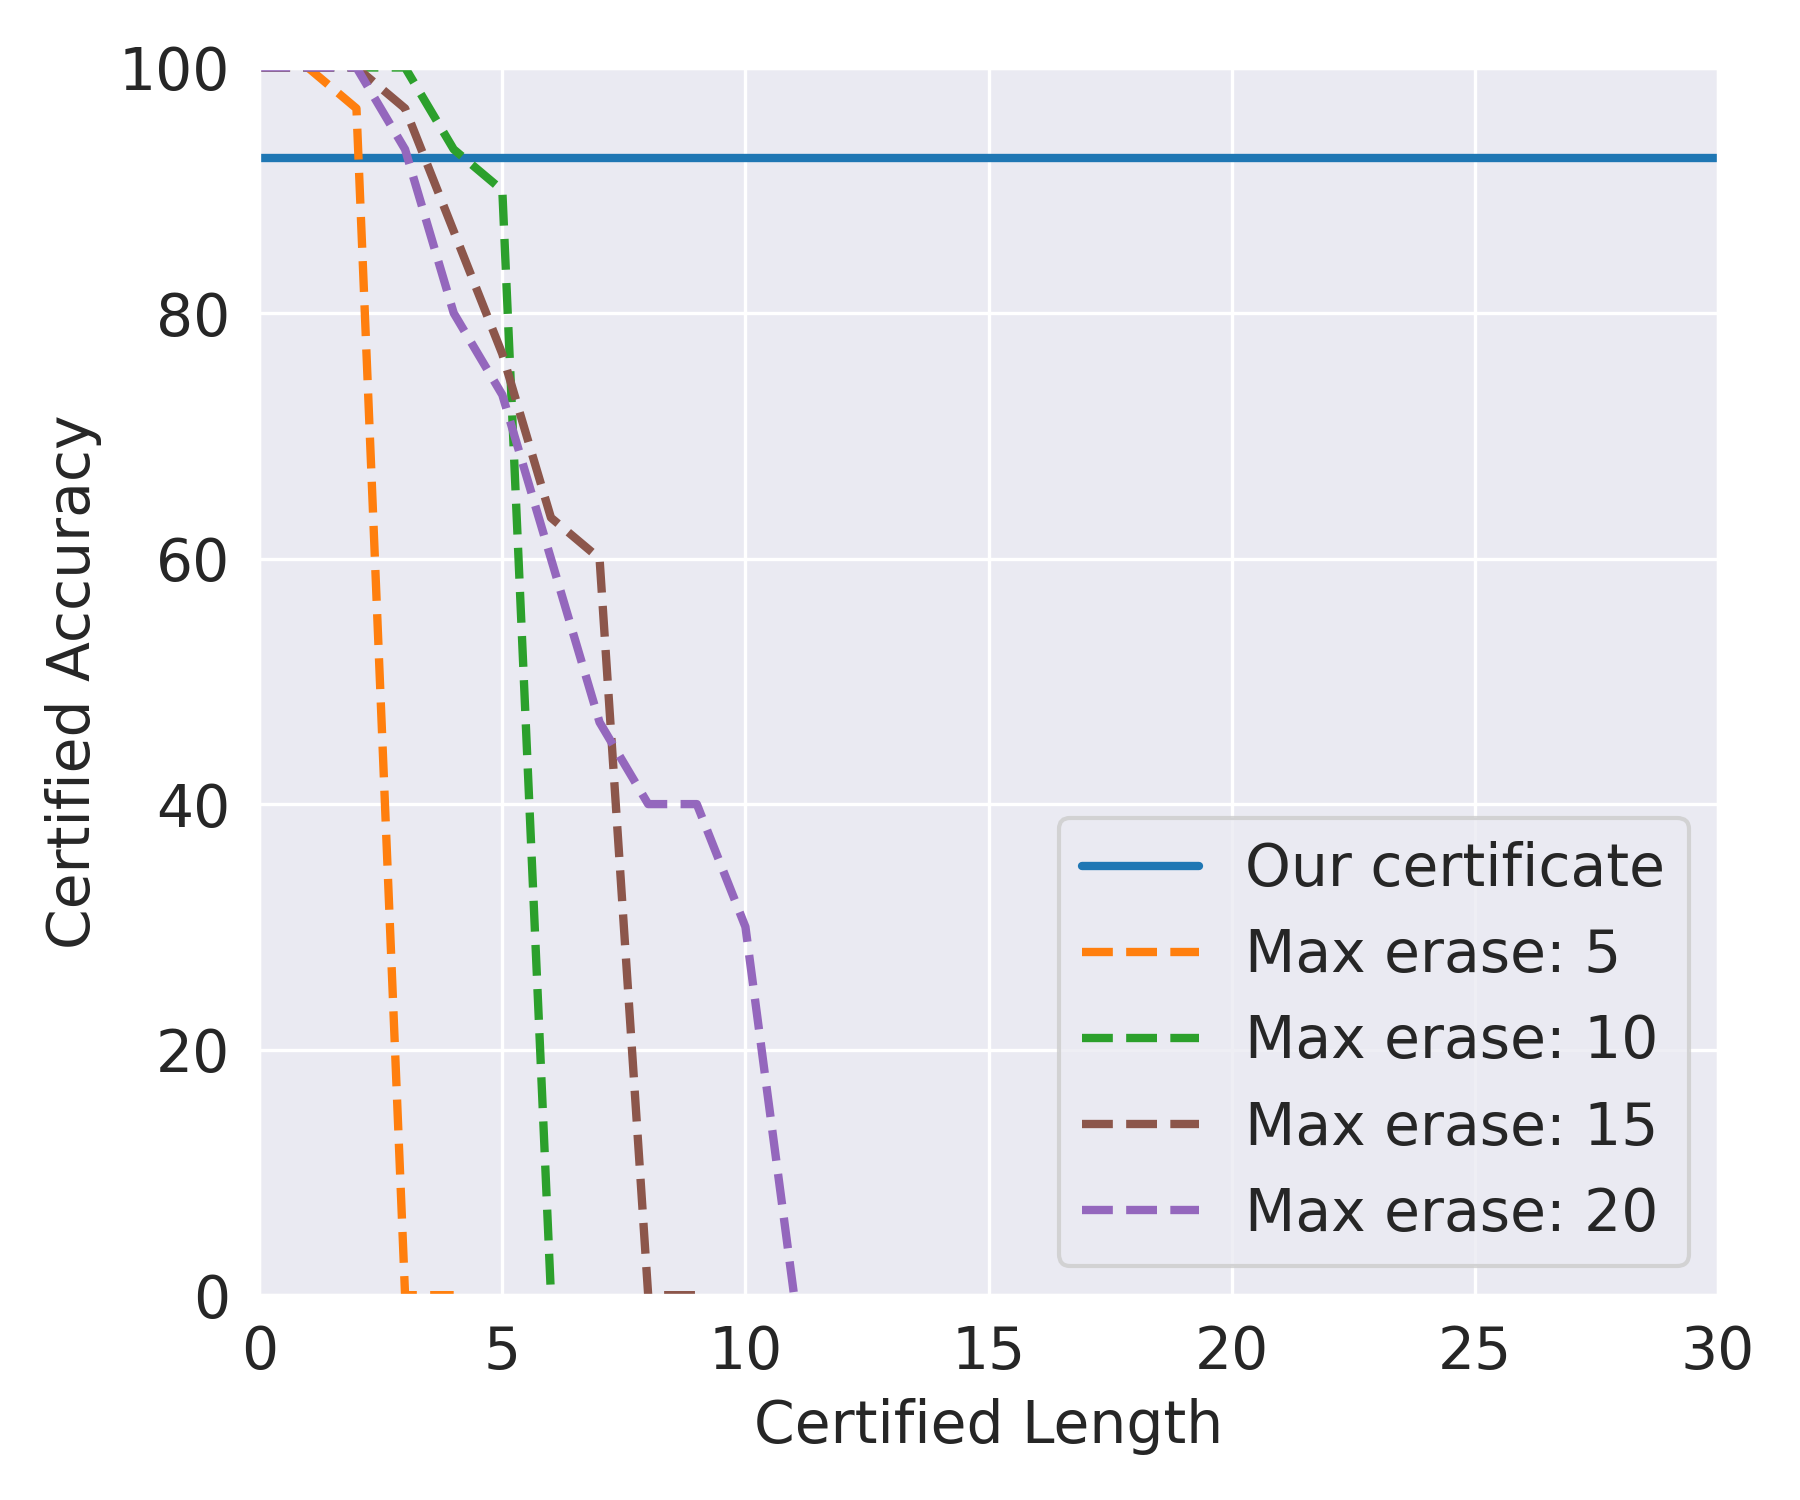 100
80
60
40
20
0
Certified Accuracy
0 5 10 15 20 25 30
Certified Length
Our certificate
Max erase: 5
Max erase: 10
Max erase: 15
Max erase: 20